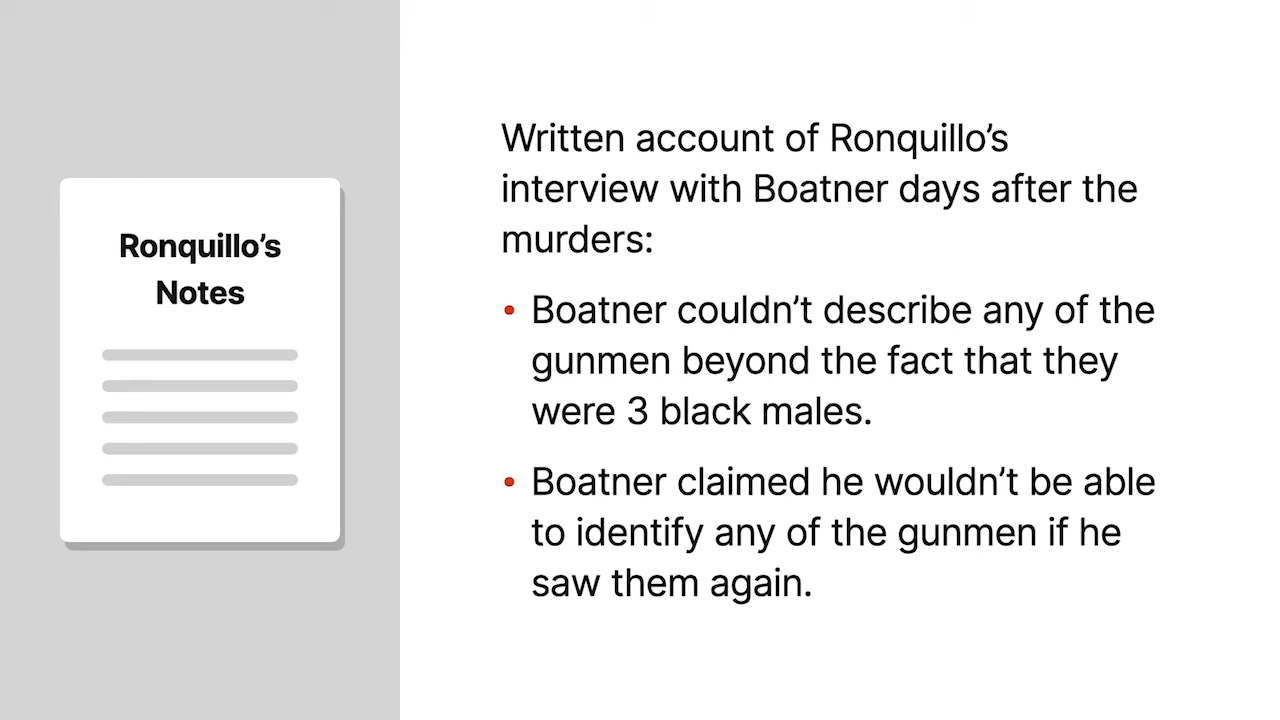 Ronquillo’s
Notes
Written account of Ronquillo’s
interview with Boatner days after the
murders:
• Boatner couldn’t describe any of the
gunmen beyond the fact that they
were 3 black males.
• Boatner claimed he wouldn’t be able
to identify any of the gunmen if he
saw them again.